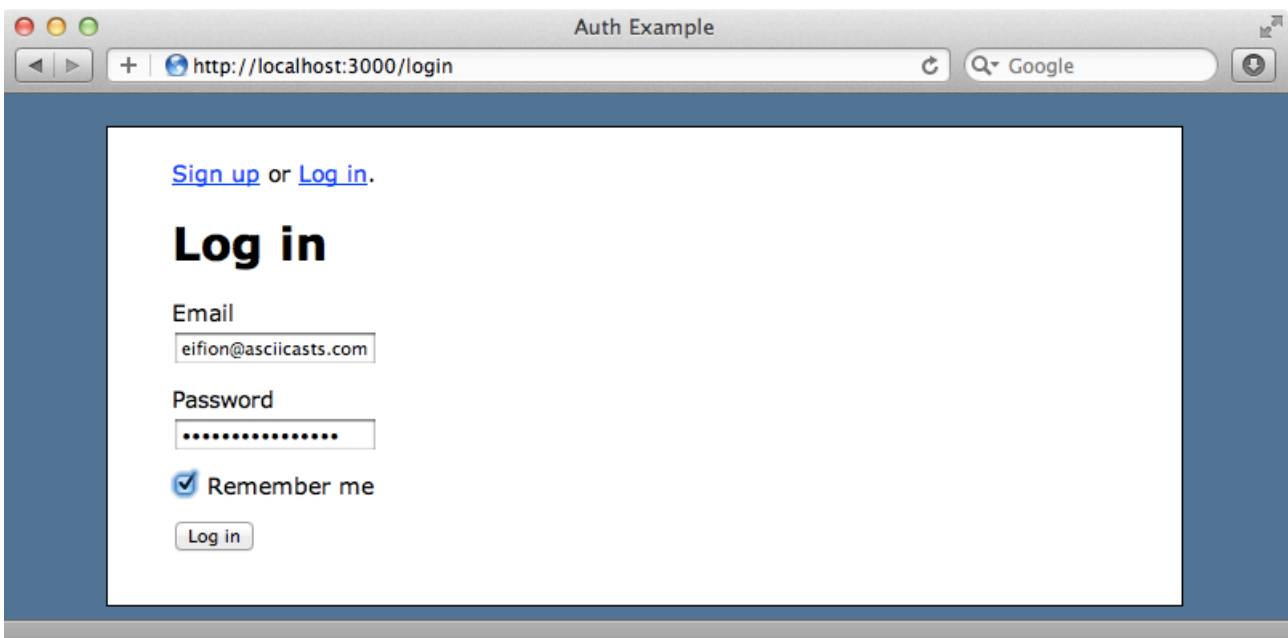 Auth Example
http://localhost:3000/login
Google
Sign up or Log in.
Log in
Email
eifion@asciicasts.com
Password
••••••••••••••••
Remember me
Log in